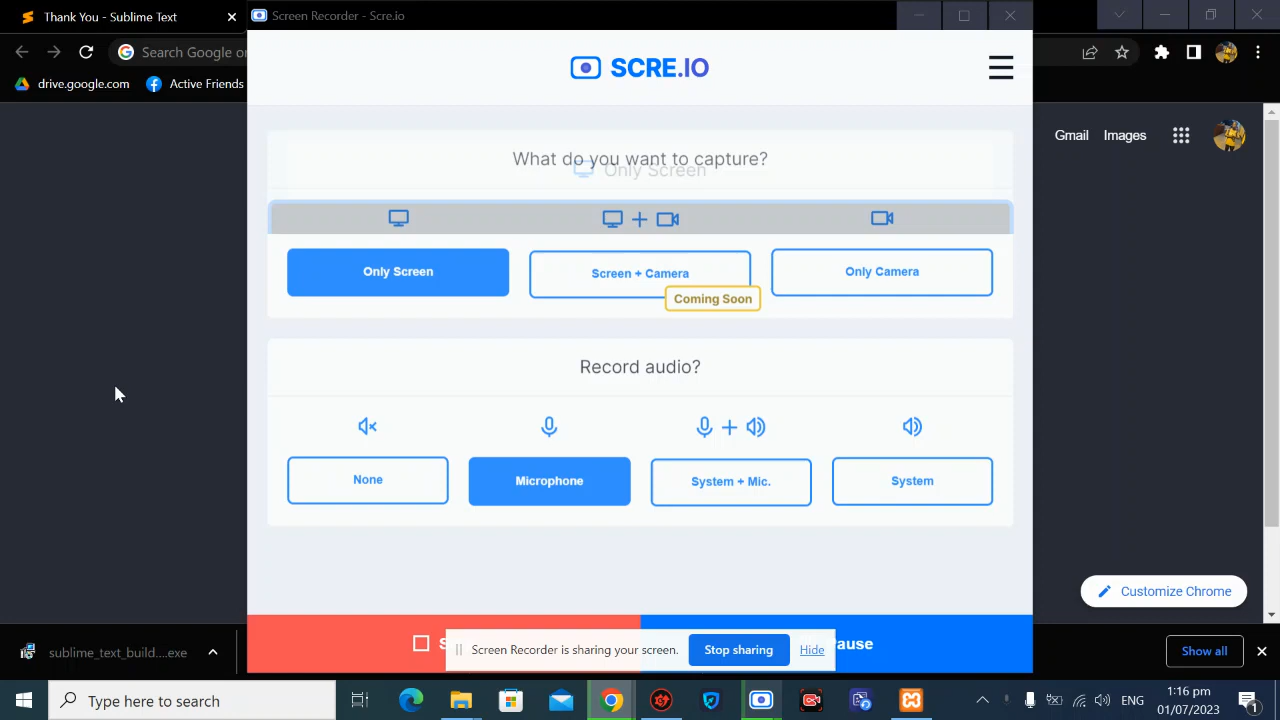 Thank You - Sublime Text
Screen Recorder - Scre.io
Search Google or
drive.google.com
Active Friends
SCRE.IO
Gmail
Images
What do you want to capture?
Only Screen
Only Screen
Screen + Camera
Only Camera
Coming Soon
Record audio?
None
Microphone
System + Mic.
System
Customize Chrome
Screen Recorder is sharing your screen.
Stop sharing
Hide
sublime_text_build....exe
Show all
Type here to search
ENG
1:16 pm
01/07/2023
1